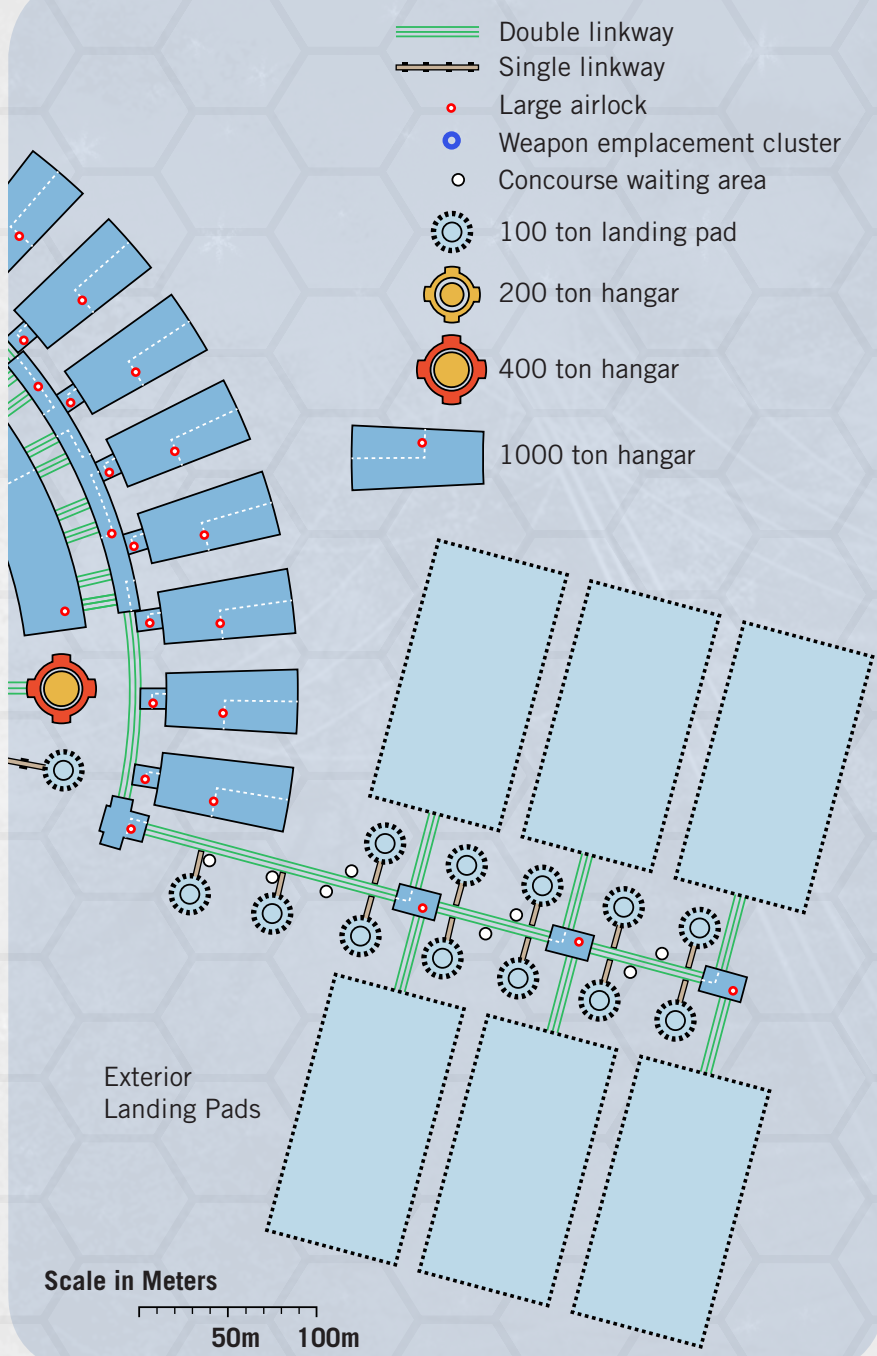 Double linkway
Single linkway
Large airlock
Weapon emplacement cluster
Concourse waiting area
100 ton landing pad
200 ton hangar
400 ton hangar
1000 ton hangar
Exterior
Landing Pads
Scale in Meters
50m 100m